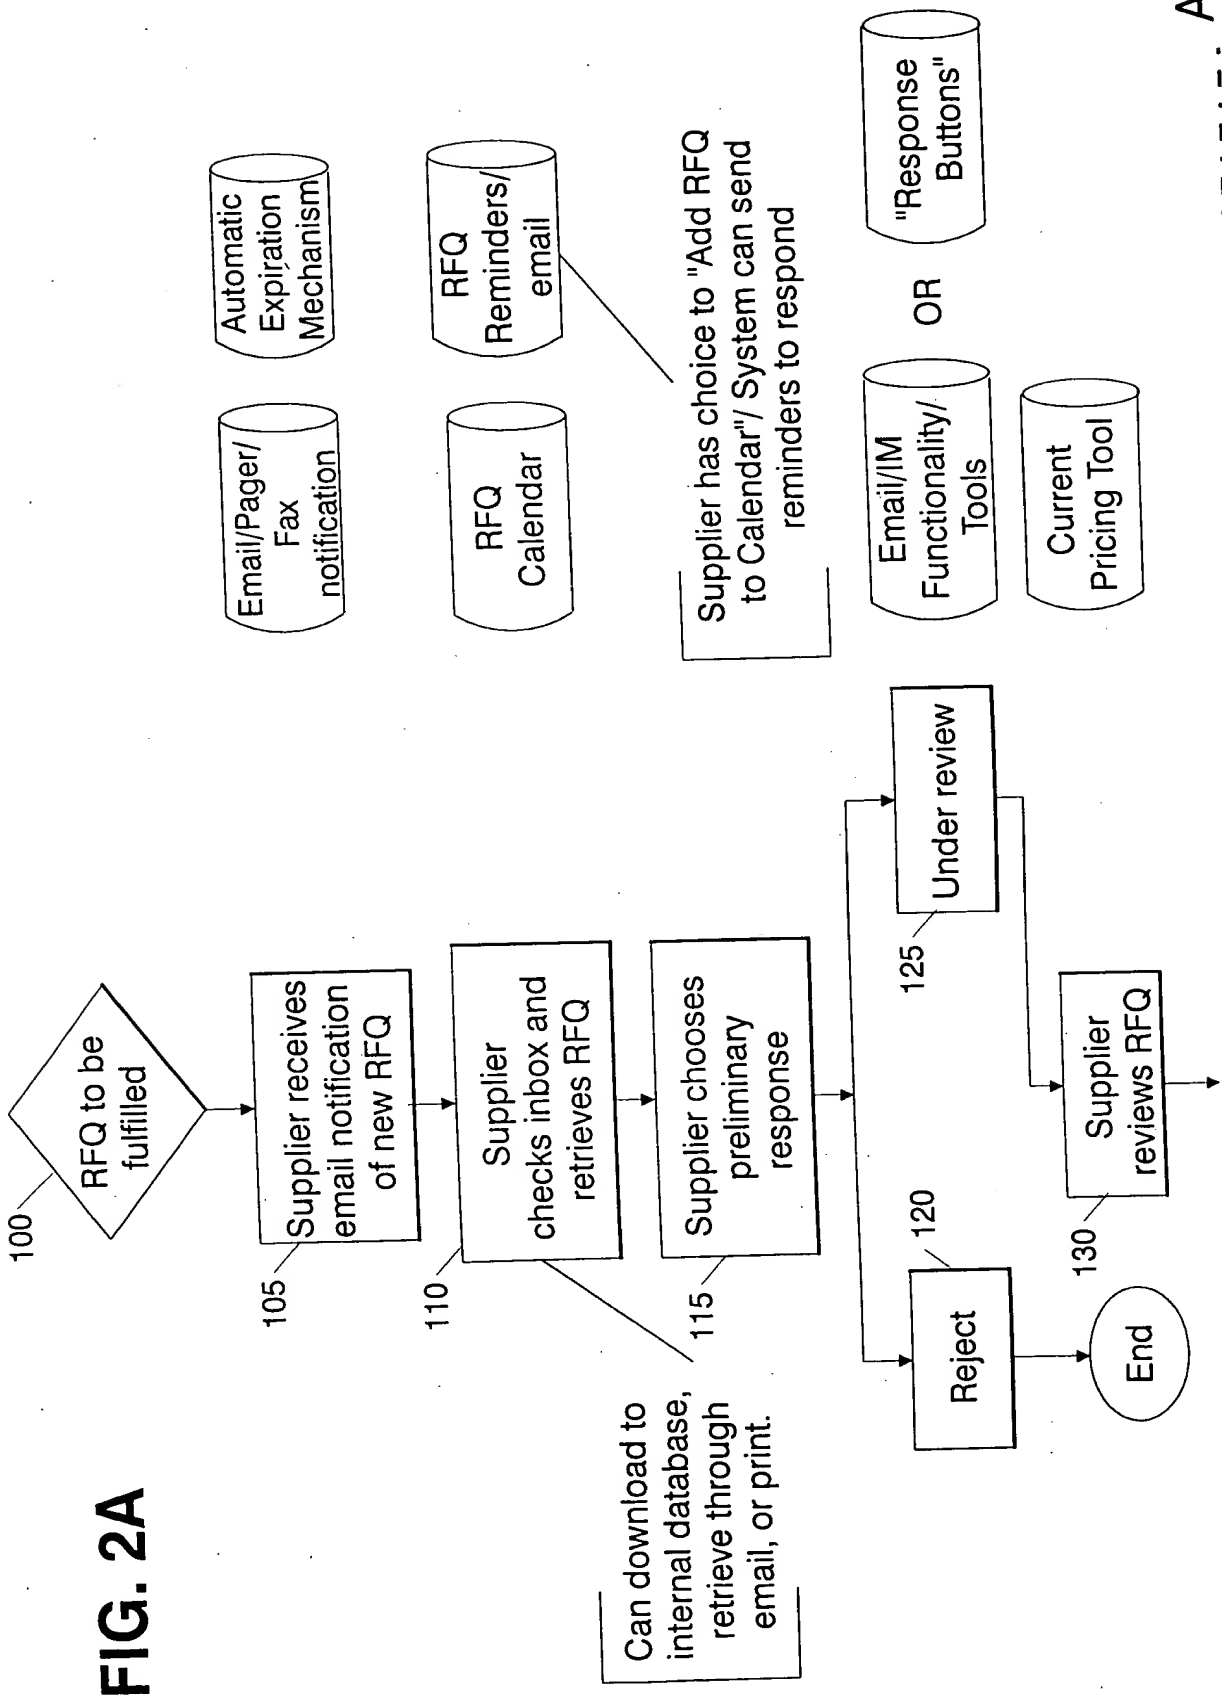 FIG. 2A
100
RFQ to be
fulfilled
105
Supplier receives
email notification
of new RFQ
Email/Pager/
Fax
notification
Automatic
Expiration
Mechanism
110
Supplier
checks inbox and
retrieves RFQ
RFQ
Calendar
RFQ
Reminders/
email
Can download to
internal database,
retrieve through
email, or print.
115
Supplier chooses
preliminary
response
Supplier has choice to "Add RFQ
to Calendar"/ System can send
reminders to respond
120
Reject
125
Under review
Email/IM
Functionality/
Tools
OR
"Response
Buttons"
End
130
Supplier
reviews RFQ
Current
Pricing Tool
A